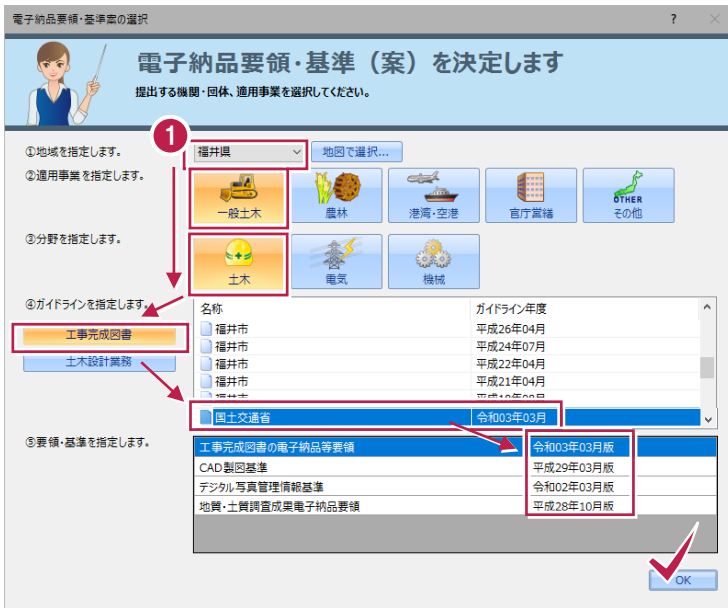 電子納品要領・基準案の選択
?
電子納品要領・基準（案）を決定します
提出する機関・団体、適用事業を選択してください。
1
①地域を指定します。 福井県 地図で選択...
②適用事業を指定します。
一般土木 農林 港湾・空港 官庁営繕 OTHER その他
③分野を指定します。
土木 電気 機械
④ガイドラインを指定します。
工事完成図書
土木設計業務
名称 ガイドライン年度
福井市 平成26年04月
福井市 平成24年07月
福井市 平成22年04月
福井市 平成21年04月
国土交通省 令和03年03月
⑤要領・基準を指定します。
工事完成図書の電子納品等要領 令和03年03月版
CAD製図基準 平成29年03月版
デジタル写真管理情報基準 令和02年03月版
地質・土質調査成果電子納品要領 平成28年10月版
OK